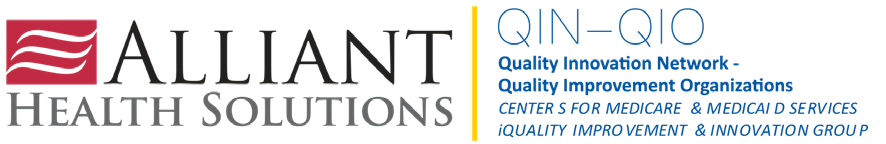 ALLIANT
HEALTH SOLUTIONS
QIN–QIO
Quality Innovation Network -
Quality Improvement Organizations
CENTER S FOR MEDICARE & MEDICAI D SERVICES
iQUALITY IMPROVEMENT & INNOVATION GROU P